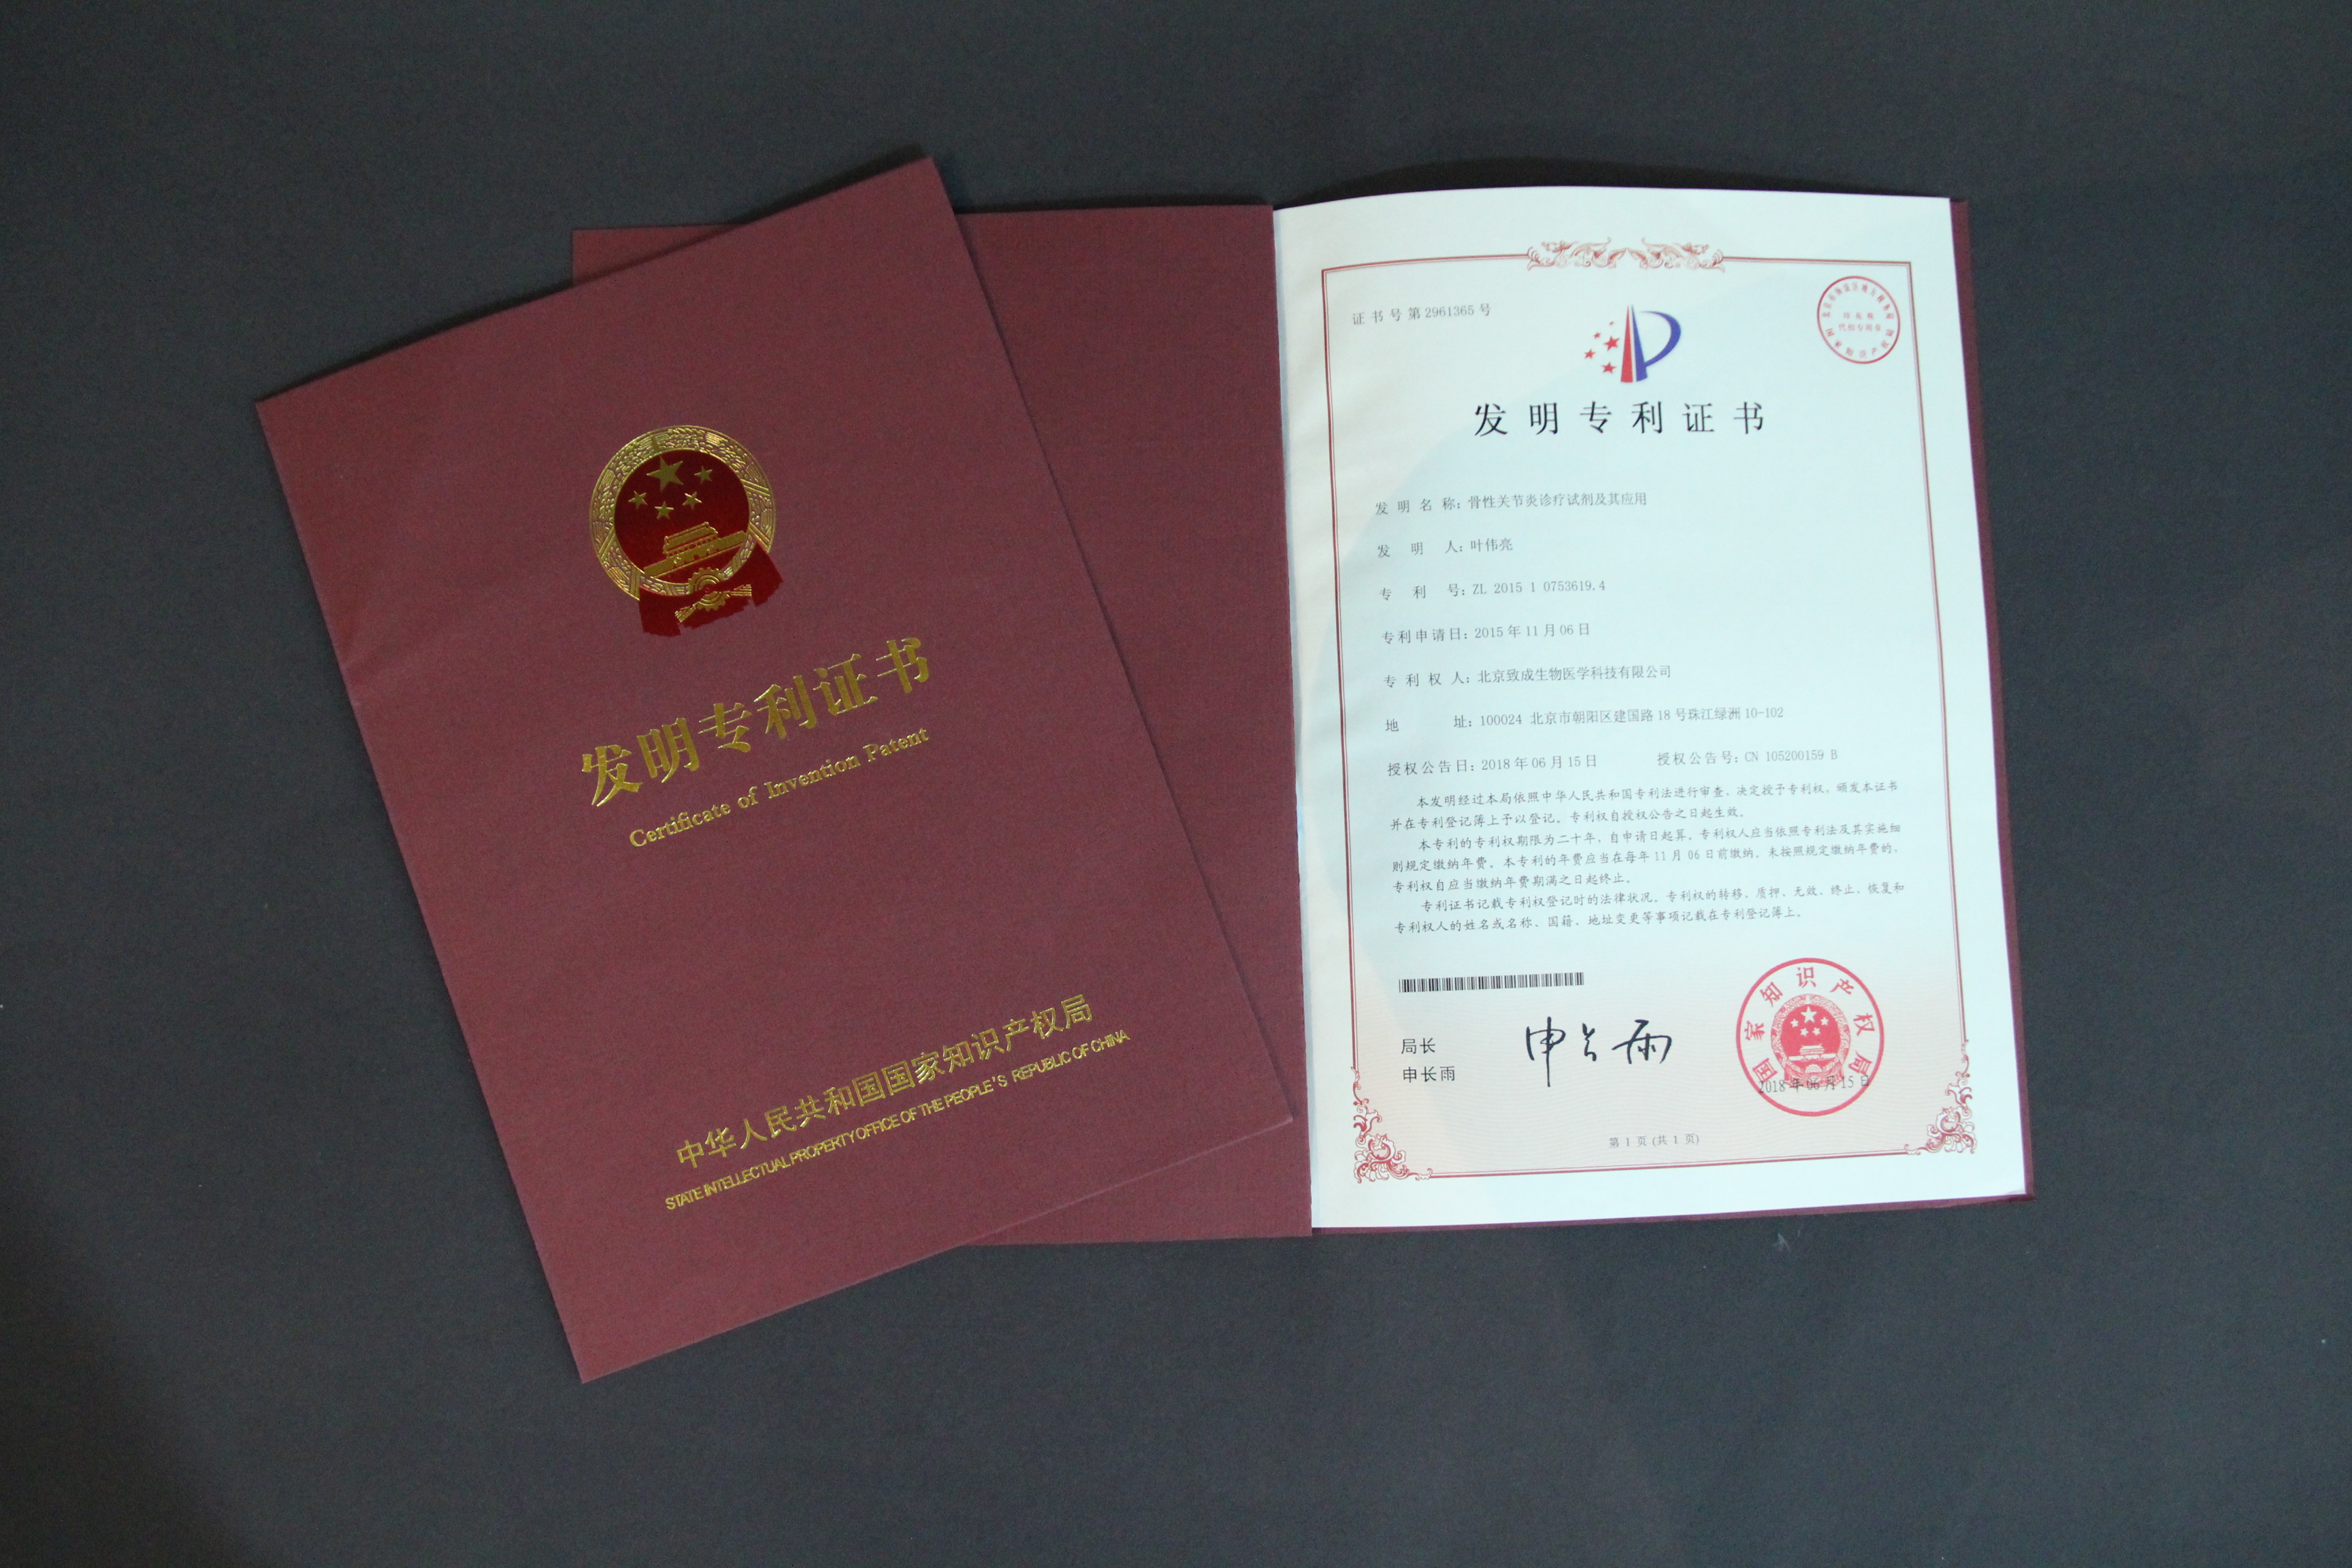 发明专利证书
Certificate of Invention Patent
中华人民共和国国家知识产权局
STATE INTELLECTUAL PROPERTY OFFICE OF THE PEOPLE'S REPUBLIC OF CHINA
证书号第2961365号
发明专利证书
发明名称：骨性关节炎诊疗试剂及其应用
发明人：叶伟亮
专利号：ZL 2015 1 0753619.4
专利申请日：2015年11月06日
专利权人：北京致成生物医学科技有限公司
地址：100024 北京市朝阳区建国路18号珠江绿洲10-102
授权公告日：2018年06月15日 授权公告号：CN 105200159 B
本发明经过本局依照中华人民共和国专利法进行审查，决定授予专利权，颁发本证书
并在专利登记簿上予以登记。专利权自授权公告之日起生效。
本专利的专利权期限为二十年，自申请日起算。专利权人应当依照专利法及其实施细
则规定缴纳年费。本专利的年费应当在每年11月06日前缴纳。未按照规定缴纳年费的，
专利权自应当缴纳年费期满之日起终止。
专利证书记载专利权登记时的法律状况。专利权的转移、质押、无效、终止、恢复和
专利权人的姓名或名称、国籍、地址变更等事项记载在专利登记簿上。
局长
申长雨
申长雨
国家知识产权局
2018年06月15日
第1页(共1页)